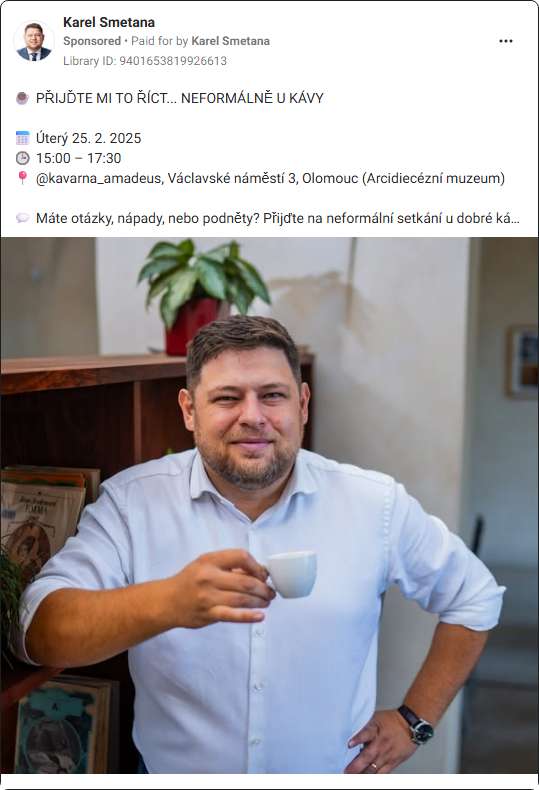 Karel Smetana
Sponsored • Paid for by Karel Smetana
Library ID: 9401653819926613
PŘIJĎTE MI TO ŘÍCT... NEFORMÁLNĚ U KÁVY
Úterý 25. 2. 2025
15:00 – 17:30
@kavarna_amadeus, Václavské náměstí 3, Olomouc (Arcidiecézní muzeum)
Máte otázky, nápady, nebo podněty? Přijďte na neformální setkání u dobré ká...